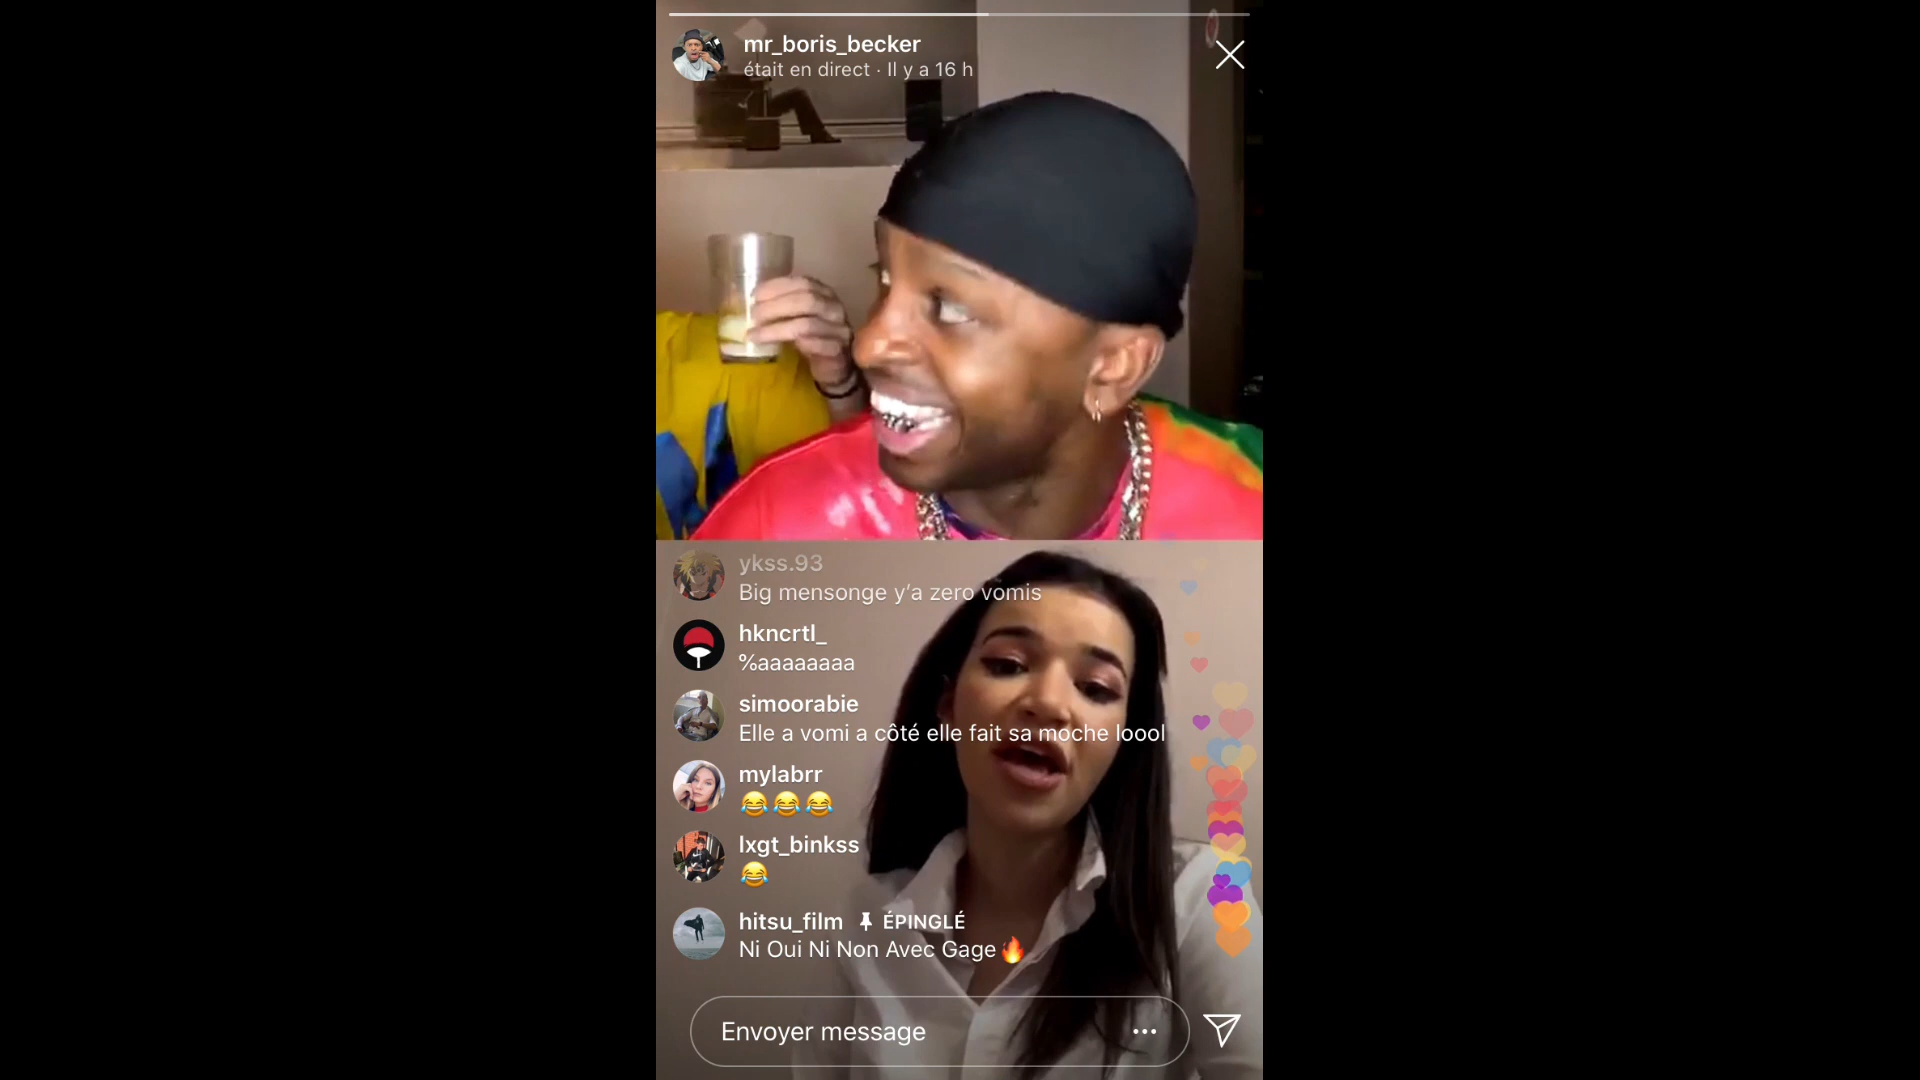 mr_boris_becker
était en direct · Il y a 16 h
ykss.93
Big mensonge y’a zero vomis
hkncrtl_
%aaaaaaaa
simoorabie
Elle a vomi a côté elle fait sa moche loool
mylabrr
😂😂😂
lxgt_binkss
😂
hitsu_film ÉPINGLÉ
Ni Oui Ni Non Avec Gage🔥
Envoyer message